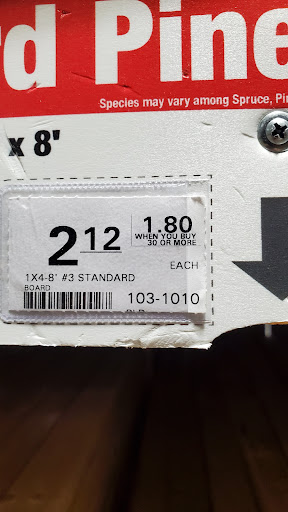 rd Pine
Species may vary among Spruce, Pin
x 8'
2 12
1.80
WHEN YOU BUY
30 OR MORE
EACH
1X4-8' #3 STANDARD
BOARD
103-1010